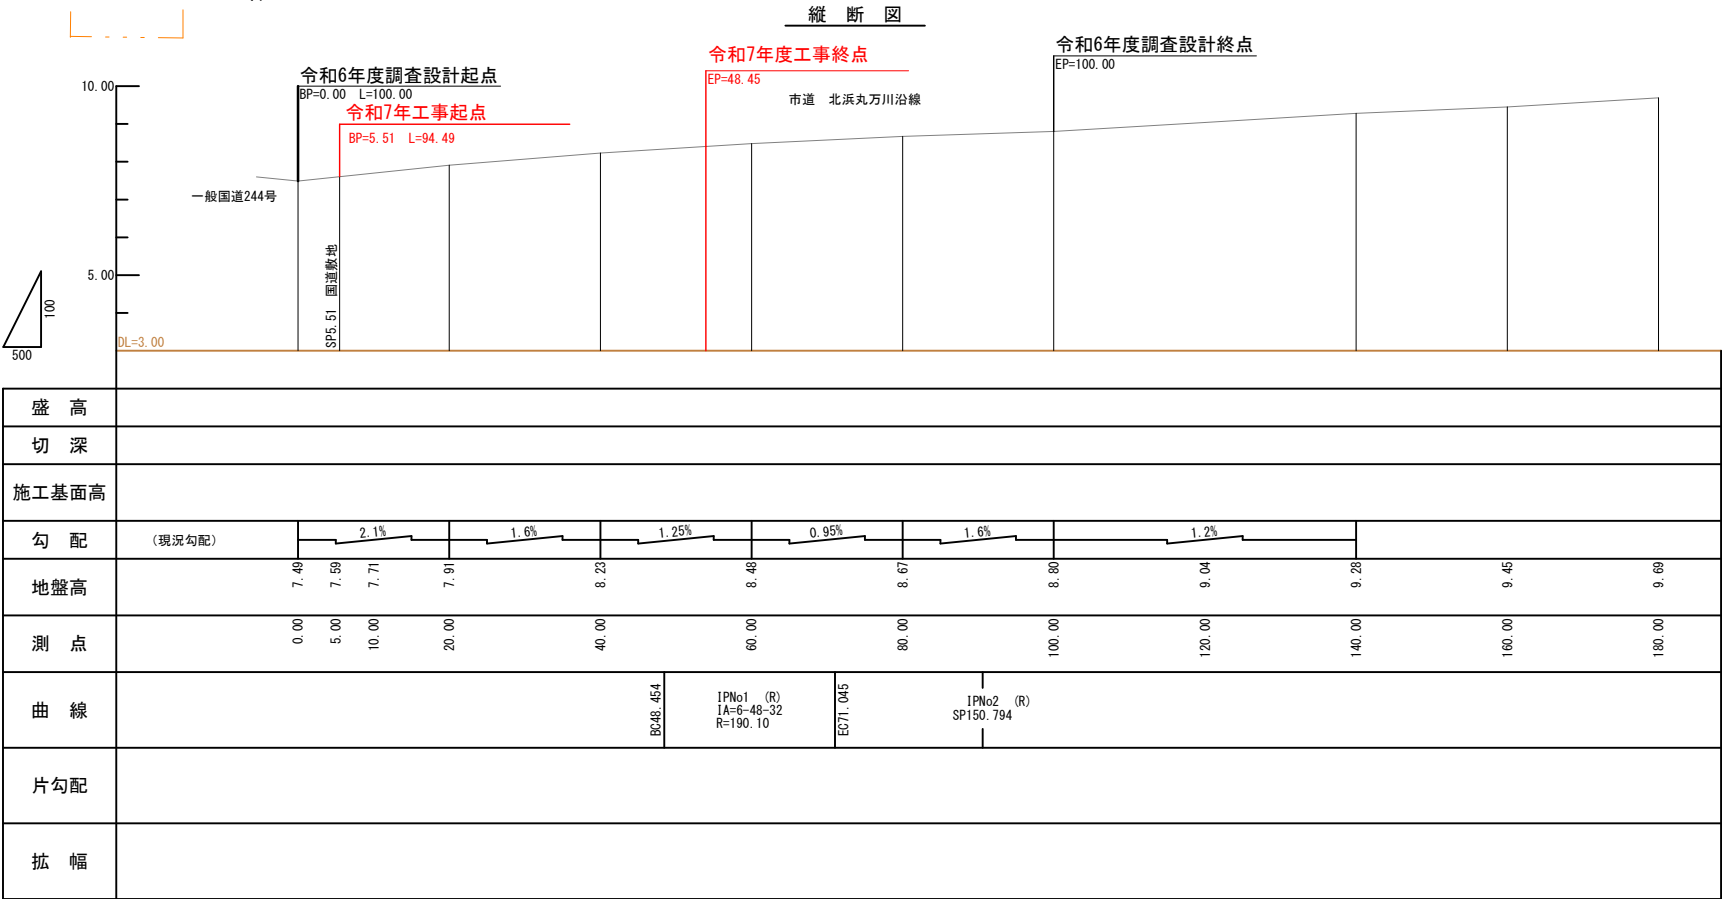 縦 断 図
令和6年度調査設計終点
EP=100.00
令和7年度工事終点
EP=48.45
市道 北浜丸万川沿線
令和6年度調査設計起点
BP=0.00 L=100.00
令和7年工事起点
BP=5.51 L=94.49
10.00
一般国道244号
SP5.51 国道敷地
5.00
100
500
DL=3.00
盛 高
切 深
施工基面高
勾 配 (現況勾配) 2.1% 1.6% 1.25% 0.95% 1.6% 1.2%
地盤高 7.49 7.59 7.71 7.91 8.23 8.48 8.67 8.80 9.04 9.28 9.45 9.69
測 点 0.00 5.00 10.00 20.00 40.00 60.00 80.00 100.00 120.00 140.00 160.00 180.00
曲 線
BC48.454
IPNo1 (R)
IA=6-48-32
R=190.10
EC71.045
IPNo2 (R)
SP150.794
片勾配
拡 幅